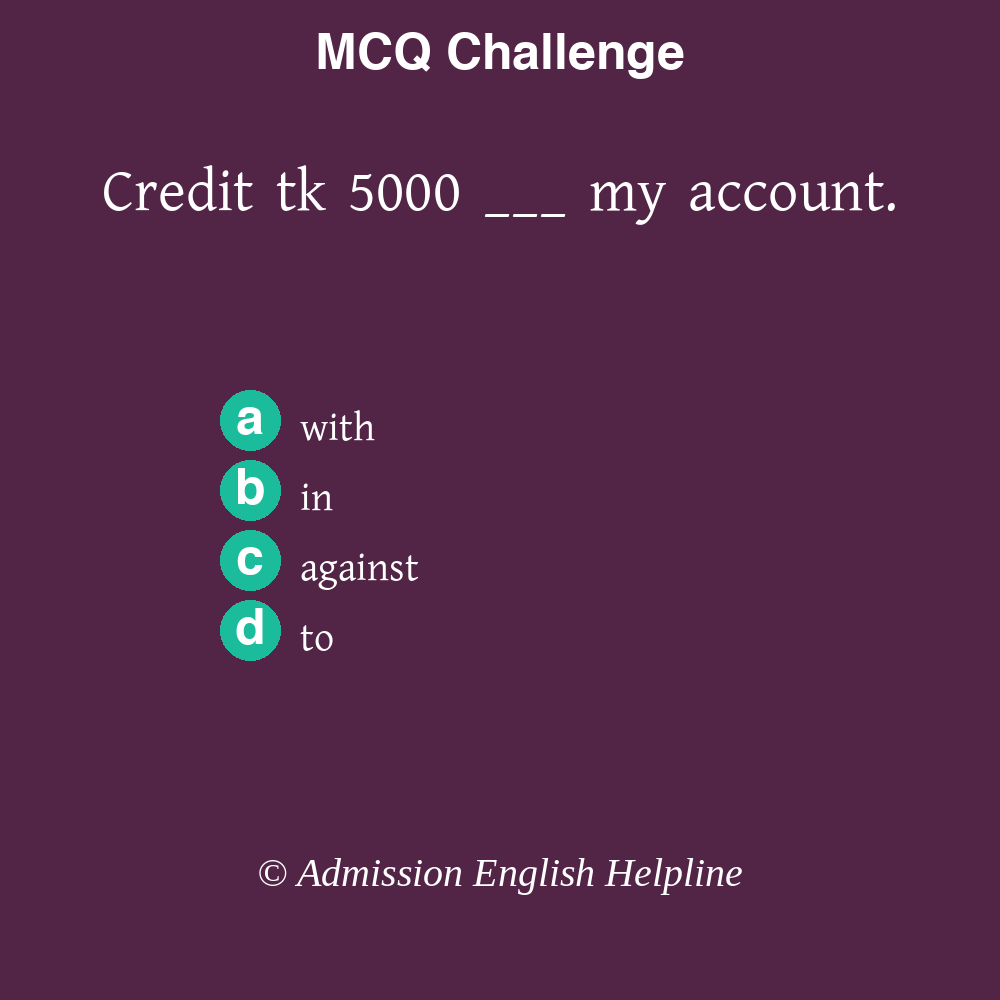 MCQ Challenge
Credit tk 5000 ___ my account.
a with
b in
c against
d to
© Admission English Helpline